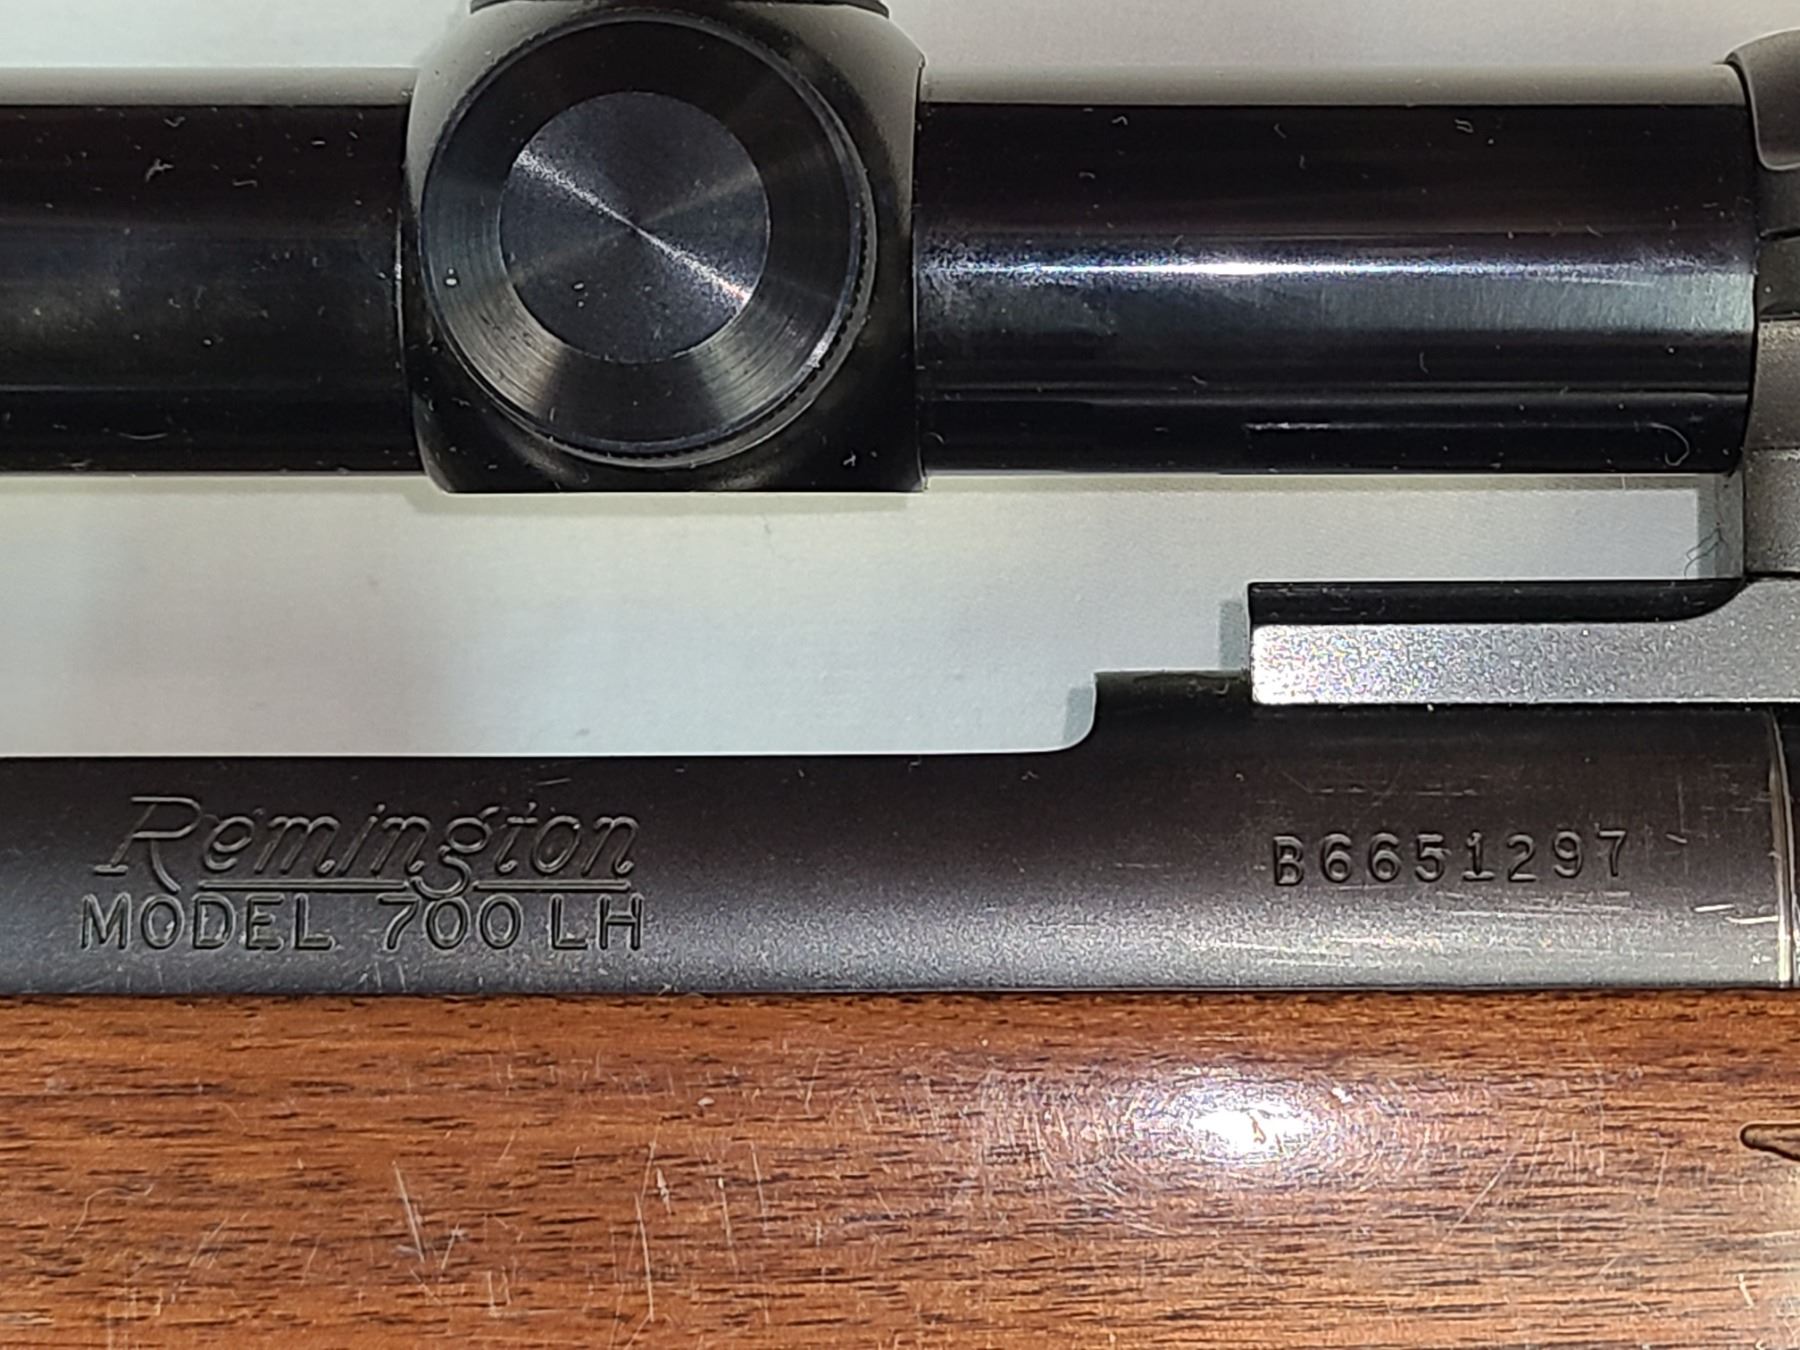 Remington
MODEL 700 LH
B6651297